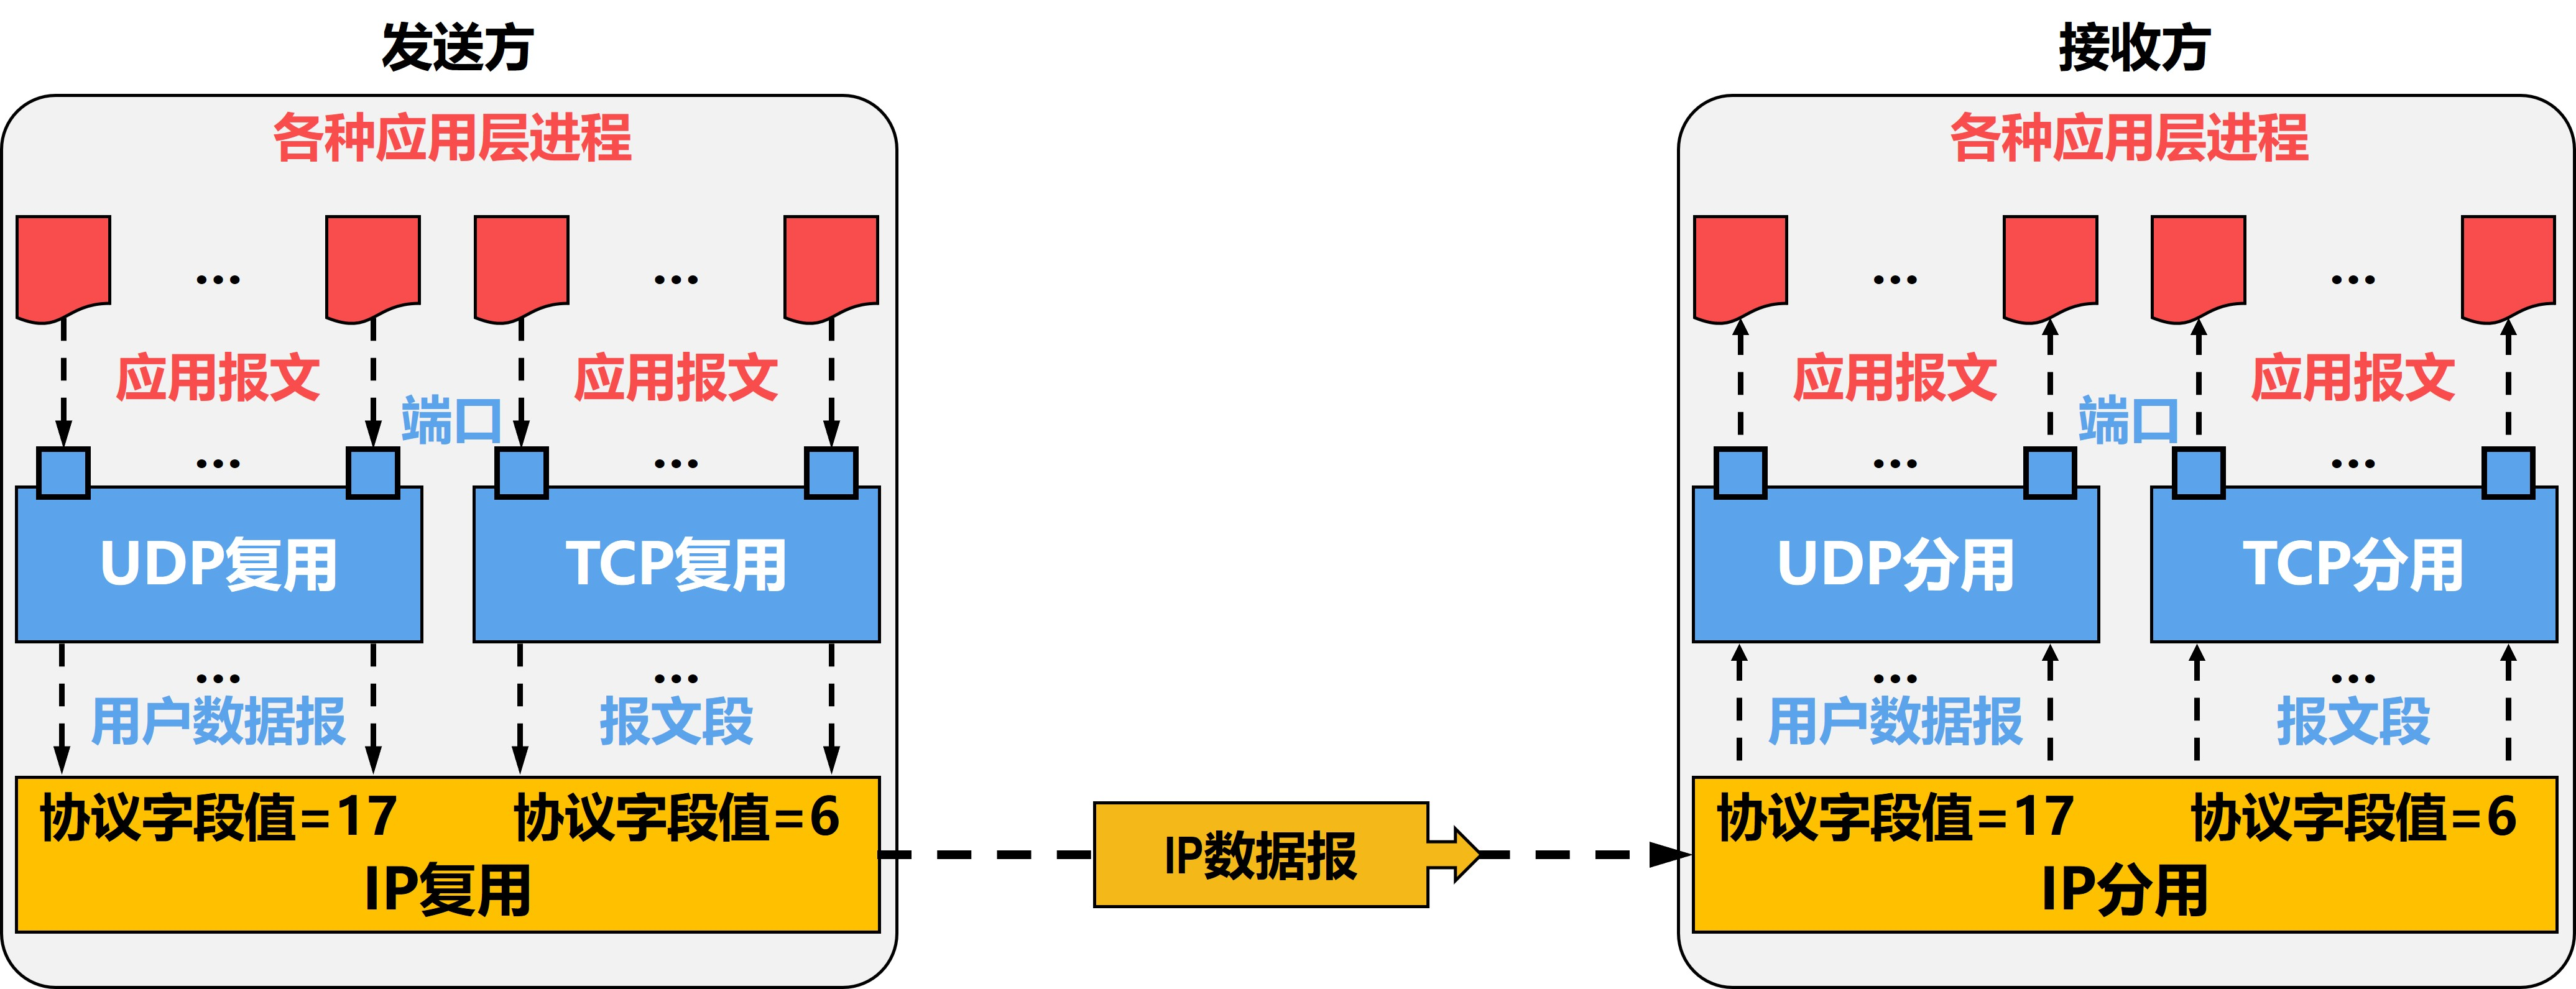 发送方
各种应用层进程
... ...
应用报文 应用报文
端口
... ...
UDP复用 TCP复用
... ...
用户数据报 报文段
协议字段值=17 协议字段值=6
IP复用
IP数据报
接收方
各种应用层进程
... ...
应用报文 应用报文
端口
... ...
UDP分用 TCP分用
... ...
用户数据报 报文段
协议字段值=17 协议字段值=6
IP分用